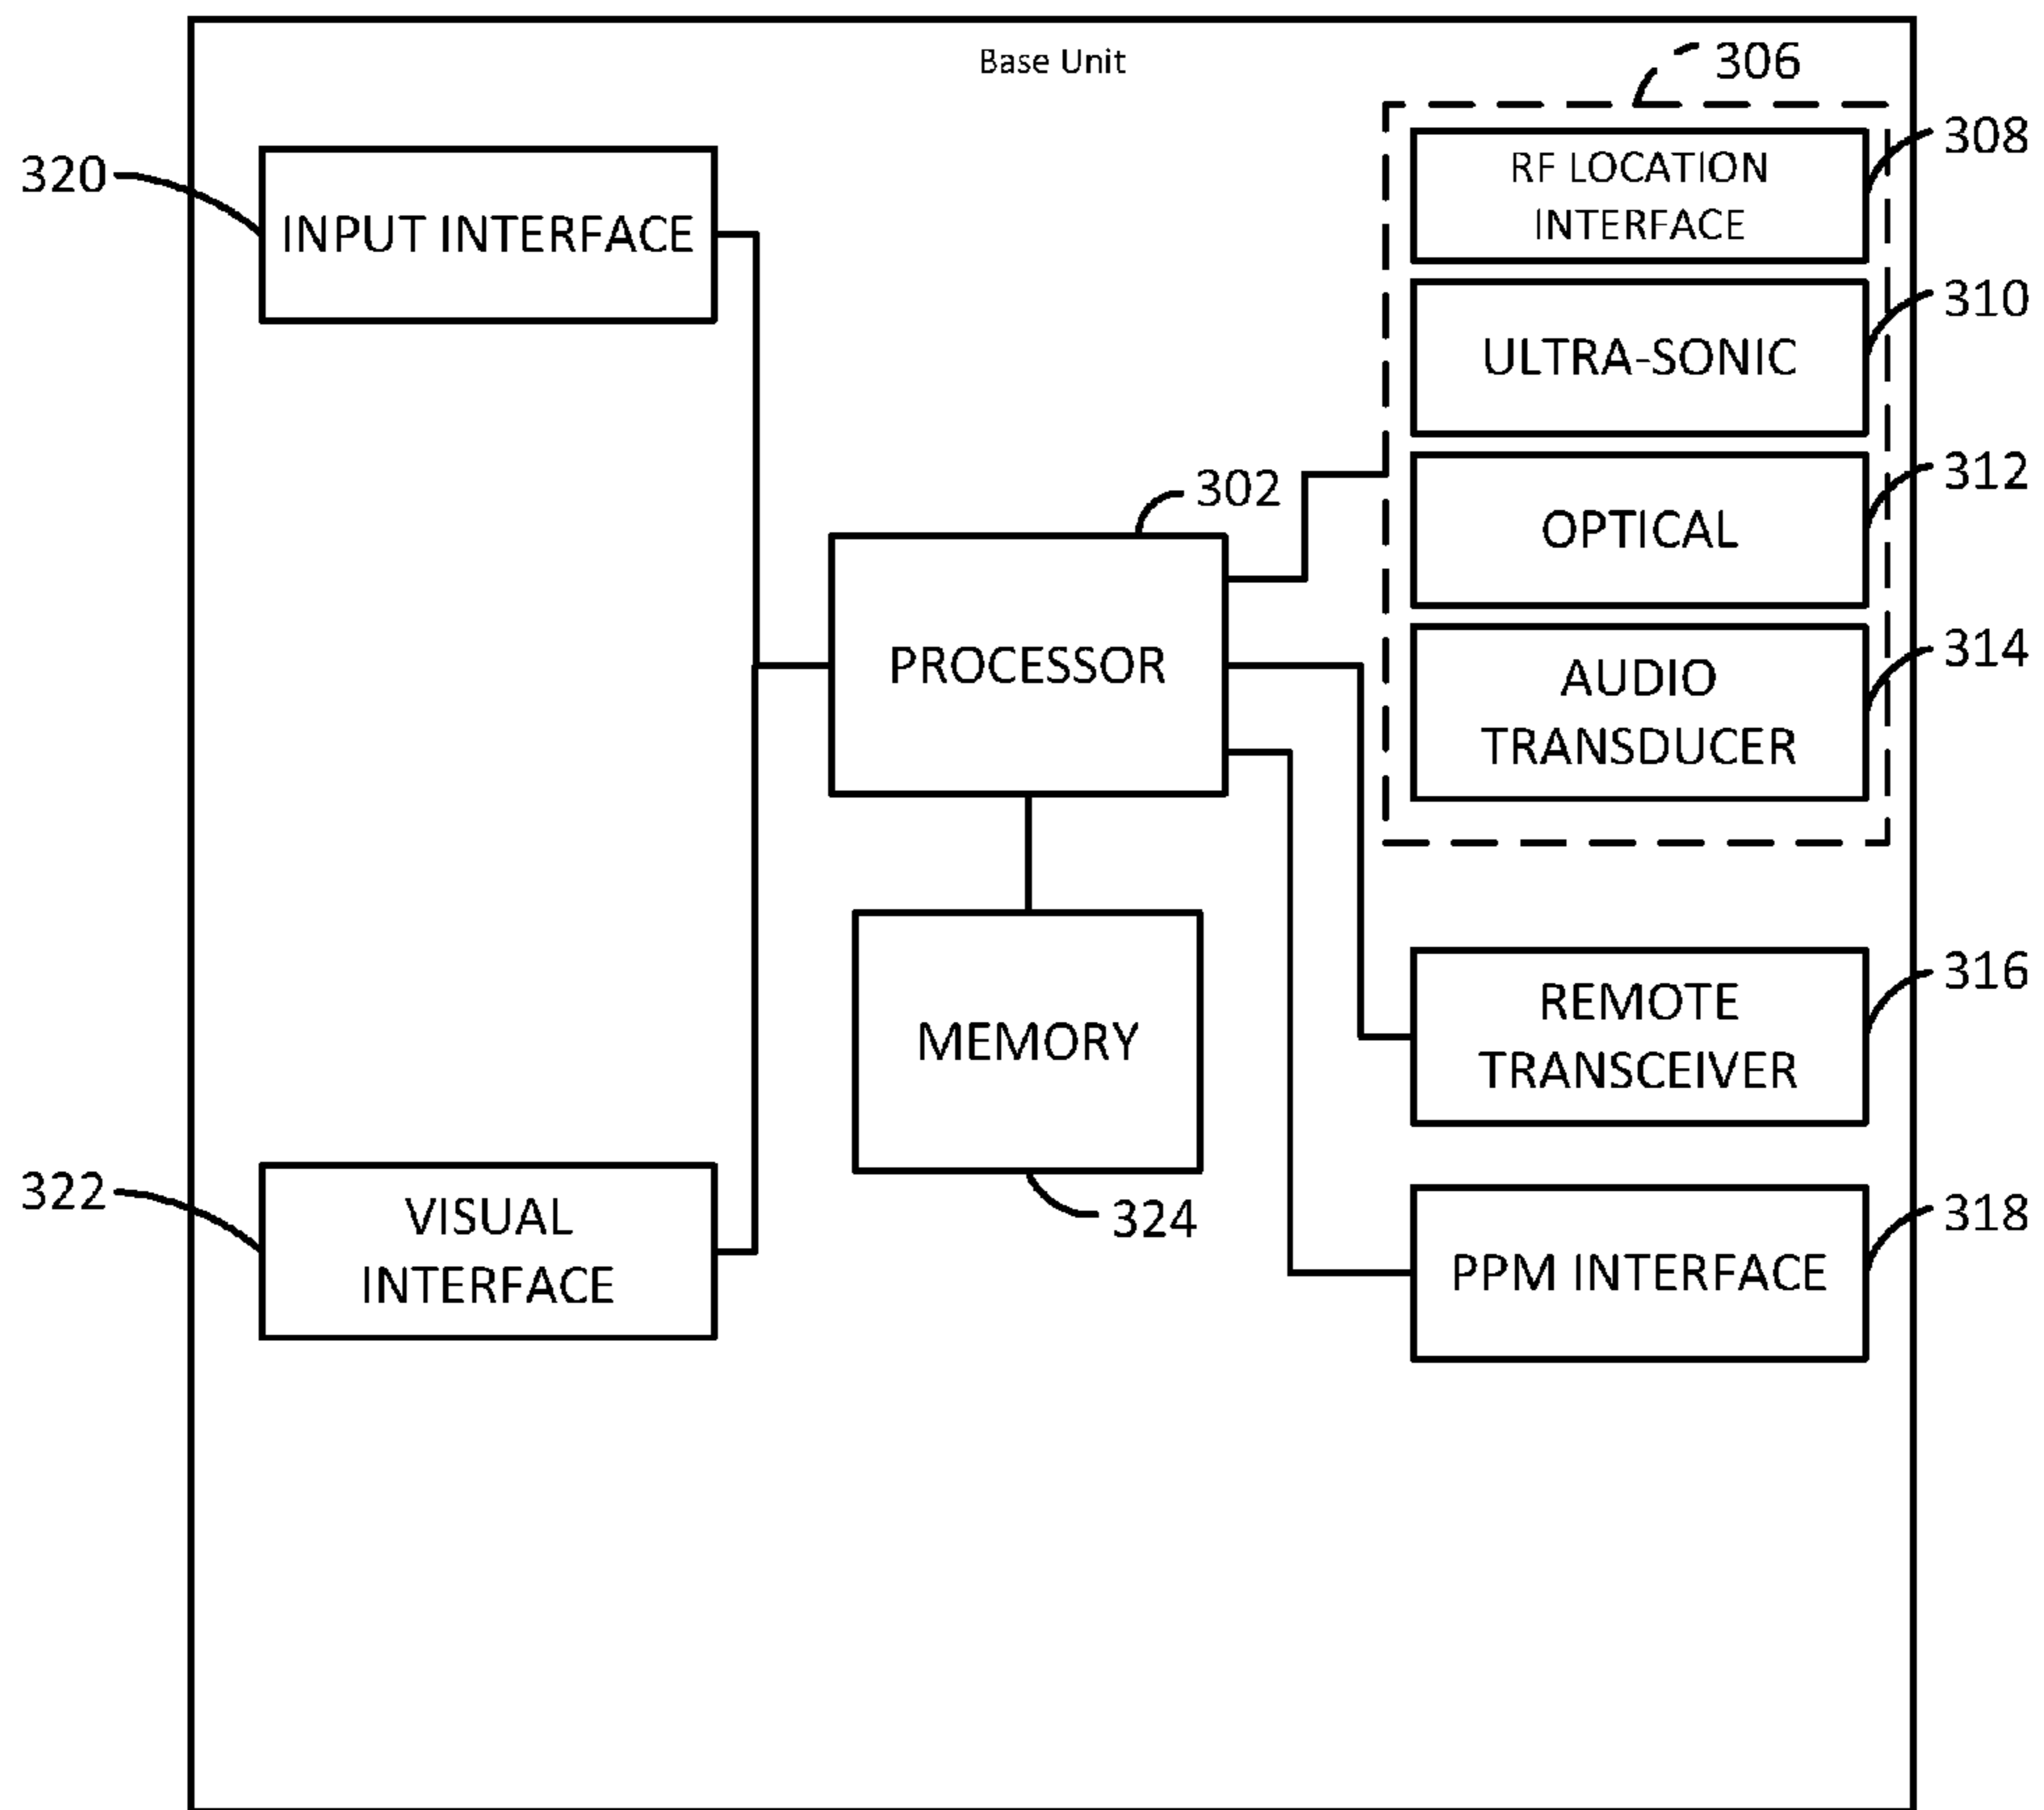 Base Unit
306
308
RF LOCATION
INTERFACE
320
INPUT INTERFACE
310
ULTRA-SONIC
302
312
OPTICAL
PROCESSOR
314
AUDIO
TRANSDUCER
316
REMOTE
TRANSCEIVER
MEMORY
324
322
VISUAL
INTERFACE
318
PPM INTERFACE